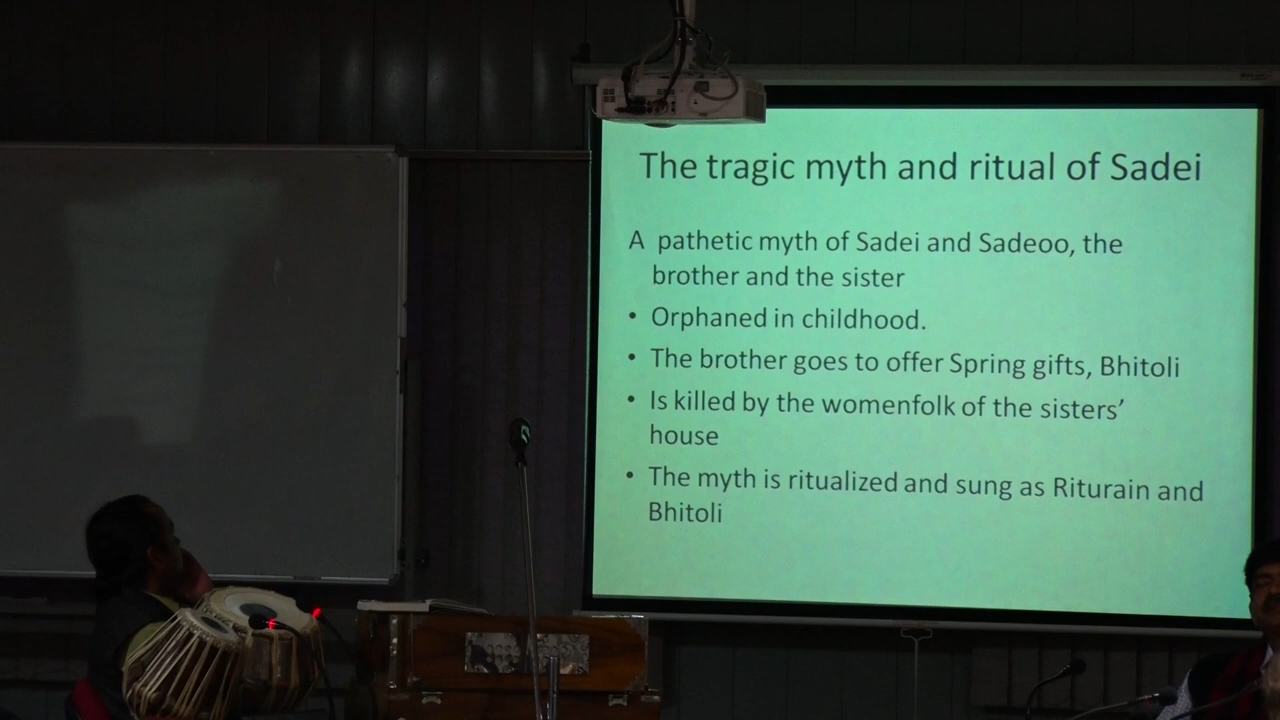 The tragic myth and ritual of Sadei
A pathetic myth of Sadei and Sadeoo, the
brother and the sister
• Orphaned in childhood.
• The brother goes to offer Spring gifts, Bhitoli
• Is killed by the womenfolk of the sisters’
house
• The myth is ritualized and sung as Riturain and
Bhitoli